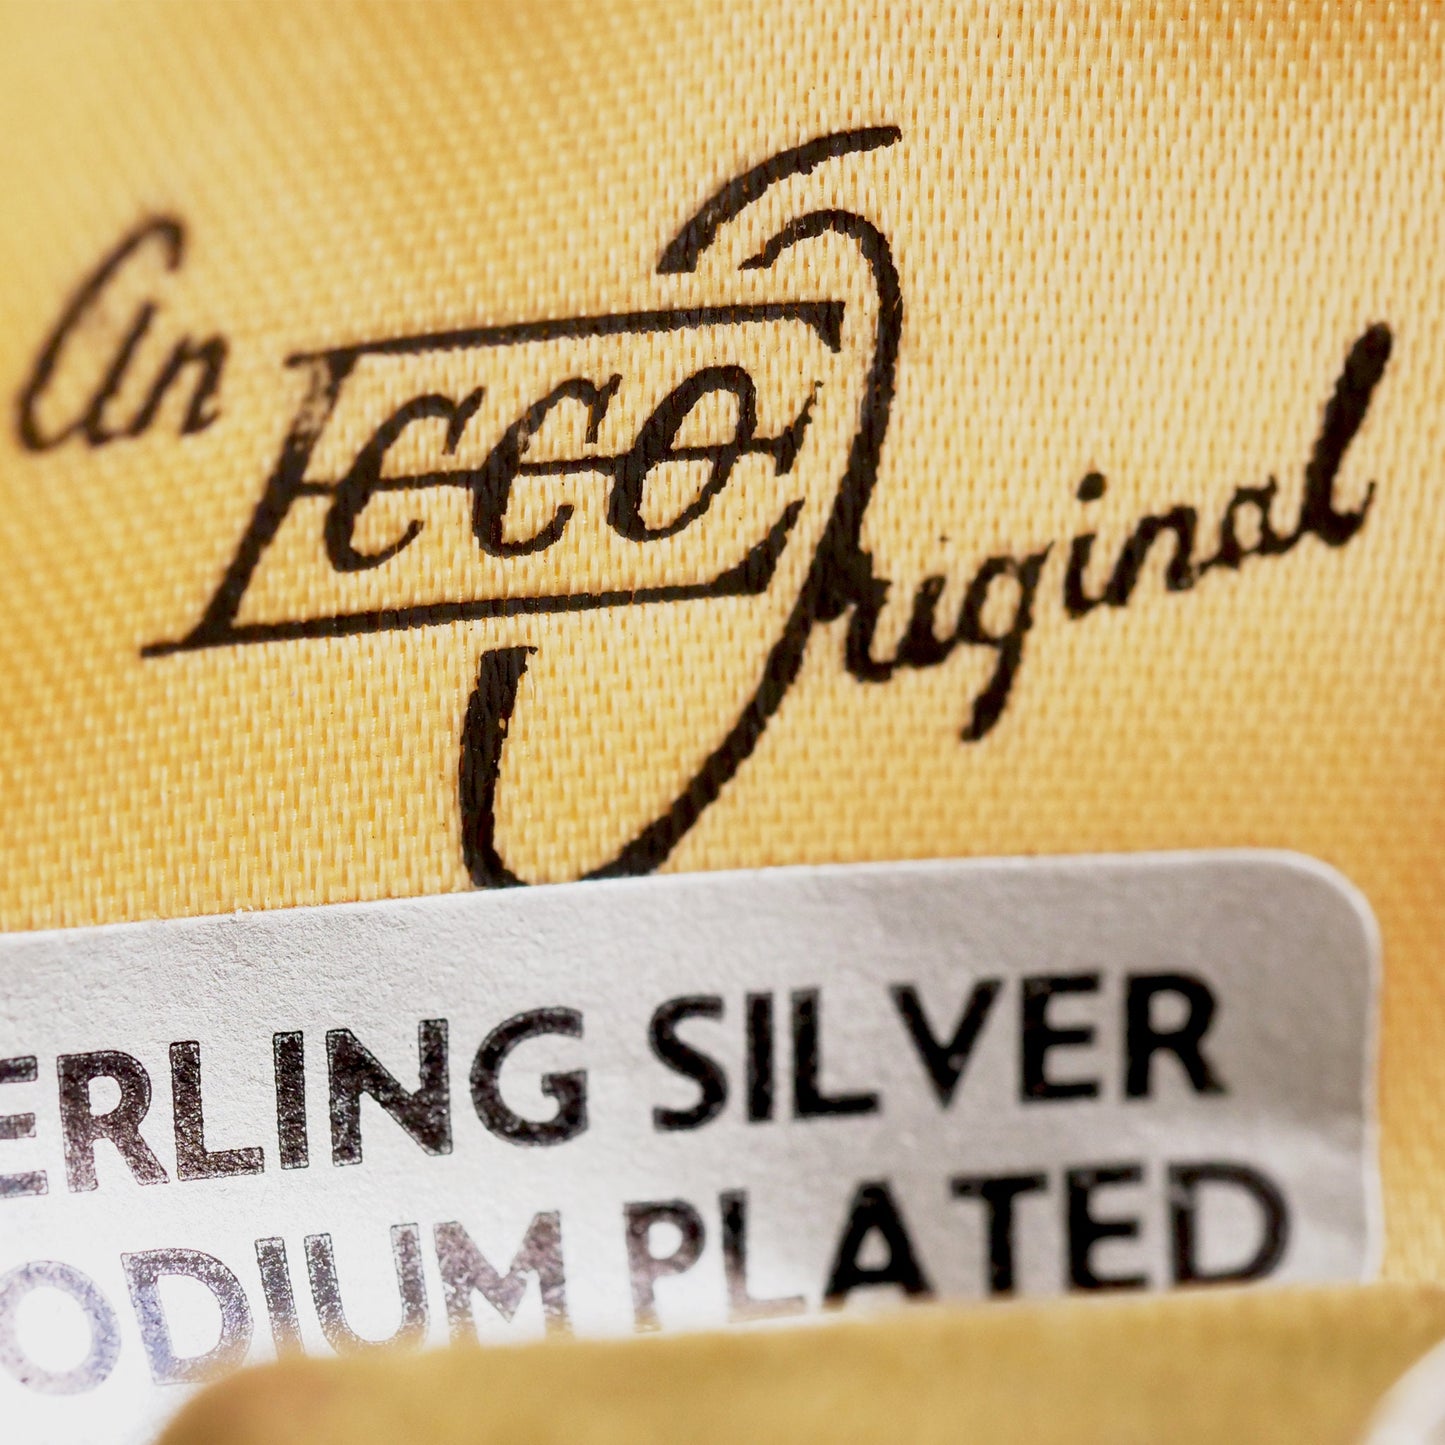 An ECCO Original
ERLING SILVER
ODIUM PLATED